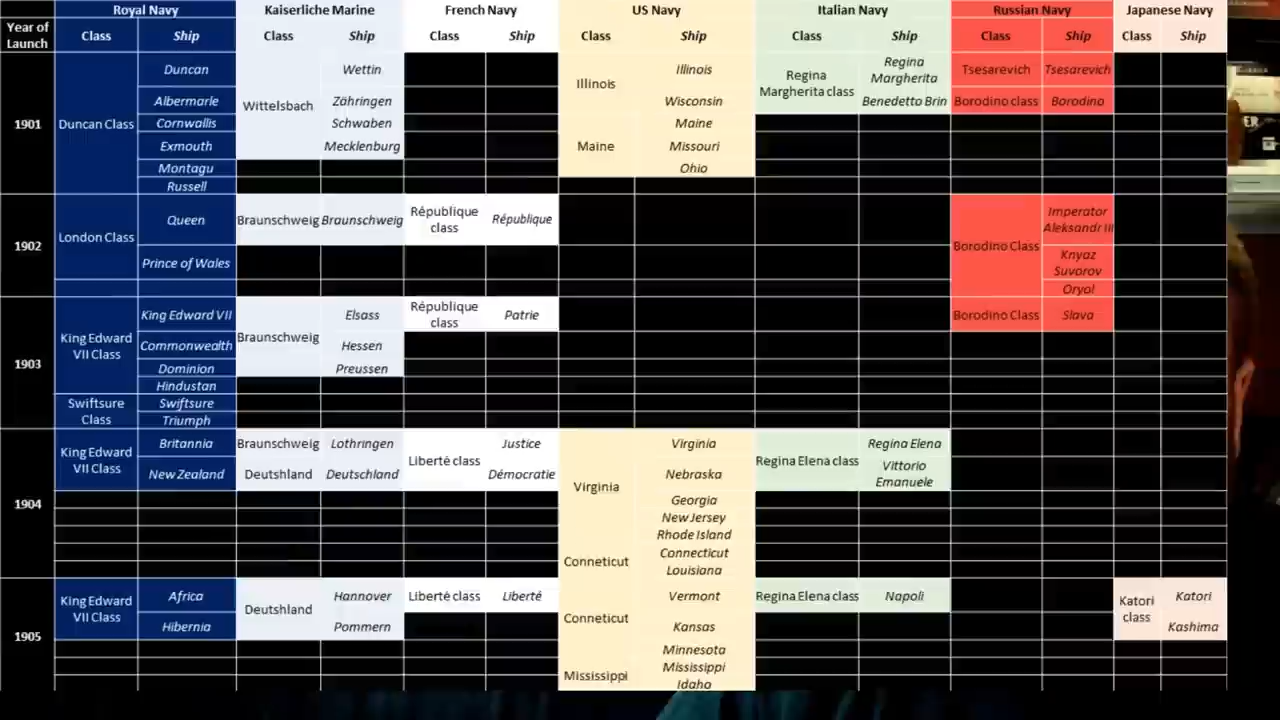 Royal Navy Kaiserliche Marine French Navy US Navy Italian Navy Russian Navy Japanese Navy
Year of Launch Class Ship Class Ship Class Ship Class Ship Class Ship Class Ship Class Ship
1901
Duncan Class
Duncan
Albermarle
Cornwallis
Exmouth
Montagu
Russell
Wittelsbach
Wettin
Zähringen
Schwaben
Mecklenburg
Illinois
Illinois
Wisconsin
Maine
Maine
Missouri
Ohio
Regina
Margherita class
Regina
Margherita
Benedetto Brin
Tsesarevich
Tsesarevich
Borodino class
Borodino
1902
London Class
Queen
Prince of Wales
Braunschweig
Braunschweig
République
class
République
Borodino Class
Imperator
Aleksandr III
Knyaz
Suvorov
Oryol
1903
King Edward
VII Class
King Edward VII
Commonwealth
Dominion
Hindustan
Swiftsure
Class
Swiftsure
Triumph
Braunschweig
Elsass
Hessen
Preussen
République
class
Patrie
Borodino Class
Slava
1904
King Edward
VII Class
Britannia
New Zealand
Braunschweig
Lothringen
Deutshland
Deutschland
Liberté class
Justice
Démocratie
Virginia
Virginia
Nebraska
Georgia
New Jersey
Rhode Island
Conneticut
Connecticut
Louisiana
Regina Elena class
Regina Elena
Vittorio
Emanuele
1905
King Edward
VII Class
Africa
Hibernia
Deutshland
Hannover
Pommern
Liberté class
Liberté
Conneticut
Vermont
Kansas
Minnesota
Mississippi
Mississippi
Idaho
Regina Elena class
Napoli
Katori
class
Katori
Kashima
ER